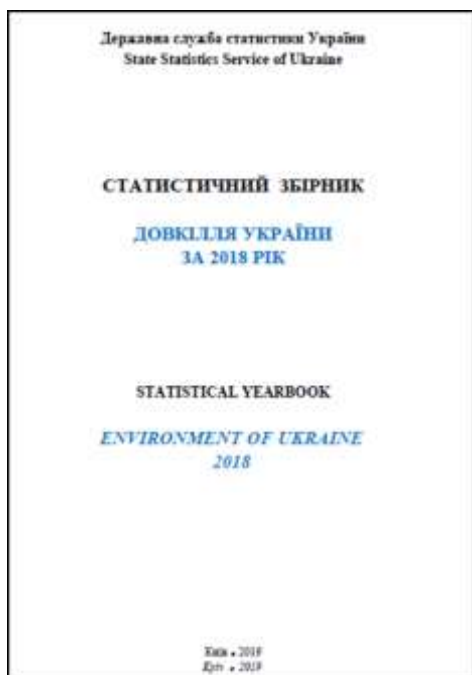 Державна служба статистики України
State Statistics Service of Ukraine
СТАТИСТИЧНИЙ ЗБІРНИК
ДОВКІЛЛЯ УКРАЇНИ
ЗА 2018 РІК
STATISTICAL YEARBOOK
ENVIRONMENT OF UKRAINE
2018
Київ • 2019
Kyiv • 2019